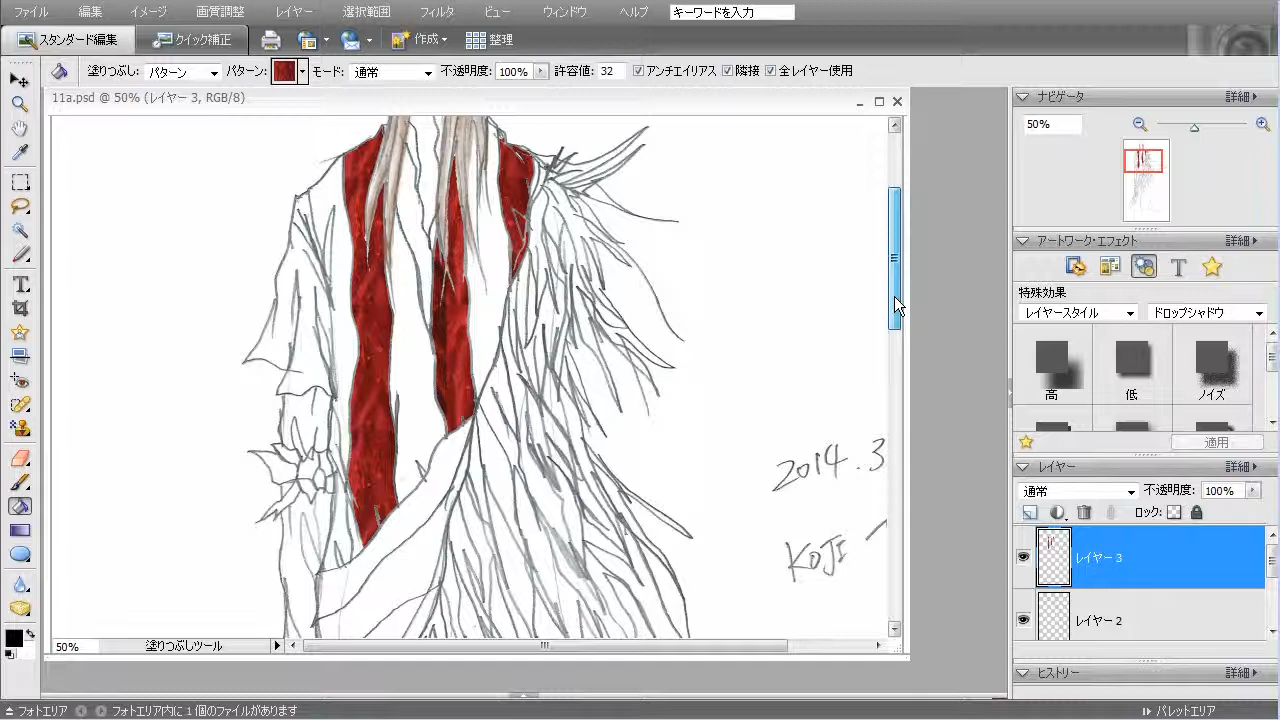 ファイル 編集 イメージ 画質調整 レイヤー 選択範囲 フィルタ ビュー ウィンドウ ヘルプ キーワードを入力
スタンダード編集 クイック補正 作成 整理
塗りつぶし: パターン パターン: モード: 通常 不透明度: 100% 許容値: 32 アンチエイリアス 隣接 全レイヤー使用
11a.psd @ 50% (レイヤー 3, RGB/8)
ナビゲータ 詳細
50%
アートワーク・エフェクト 詳細
特殊効果
レイヤースタイル ドロップシャドウ
高 低 ノイズ
適用
2014.3
KOJI
レイヤー 詳細
通常 不透明度: 100%
ロック:
レイヤー 3
レイヤー 2
50% 塗りつぶしツール
ヒストリー 詳細
フォトエリア フォトエリア内に 1 個のファイルがあります パレットエリア